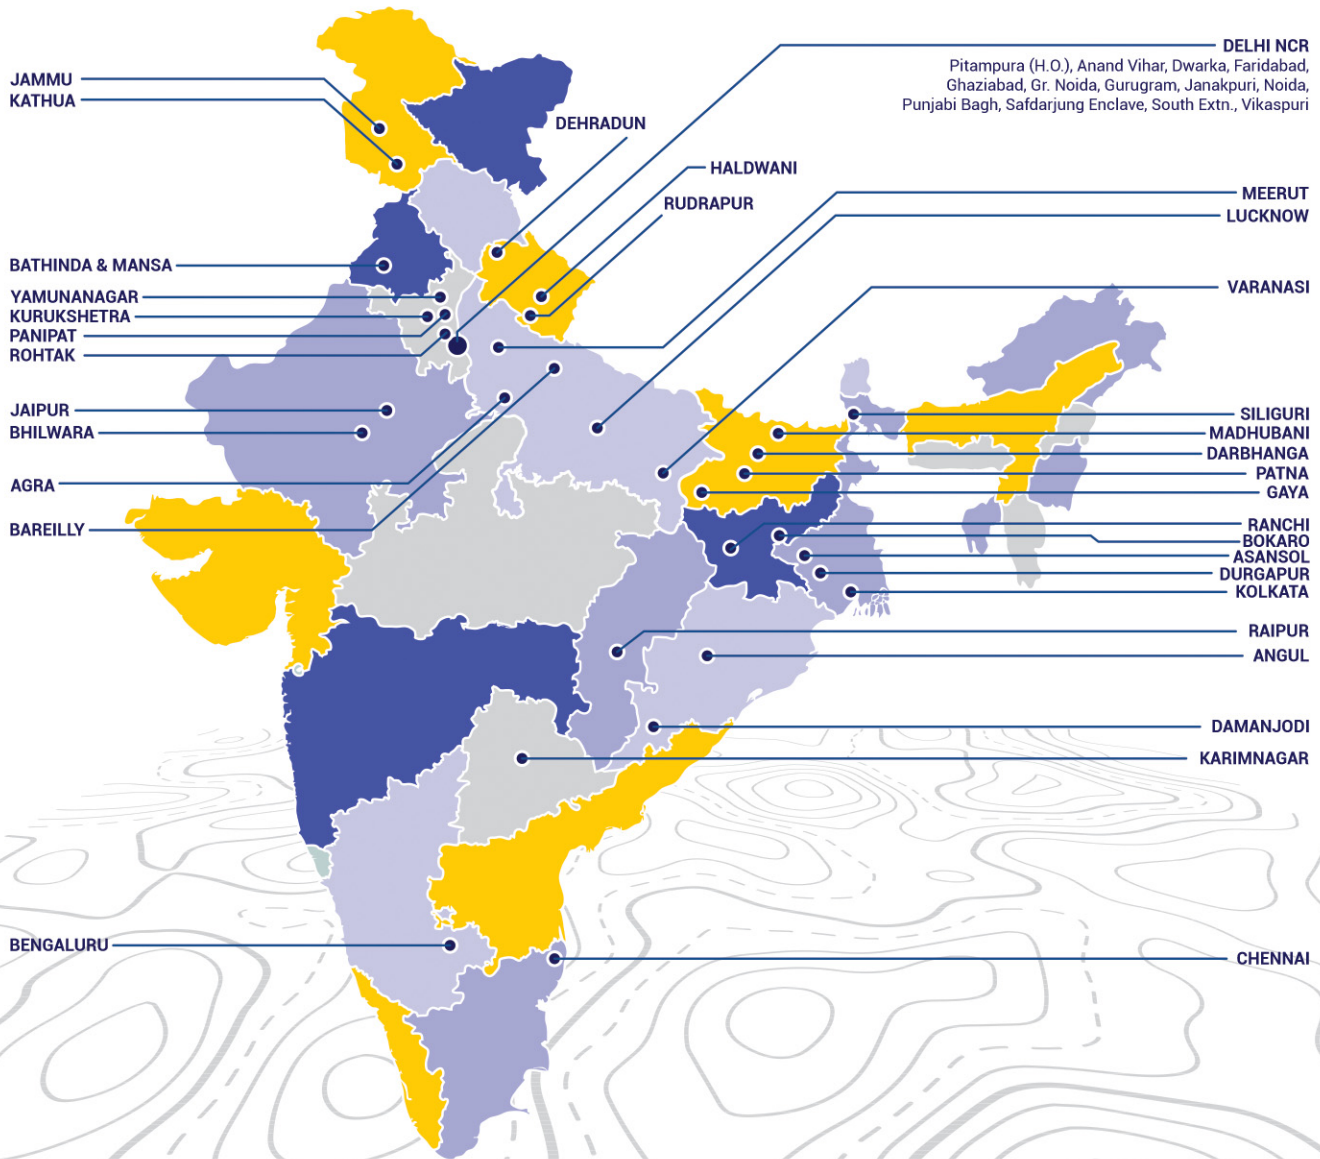 JAMMU
KATHUA
DELHI NCR
Pitampura (H.O.), Anand Vihar, Dwarka, Faridabad,
Ghaziabad, Gr. Noida, Gurugram, Janakpuri, Noida,
Punjabi Bagh, Safdarjung Enclave, South Extn., Vikaspuri
DEHRADUN
HALDWANI
RUDRAPUR
MEERUT
LUCKNOW
VARANASI
BATHINDA & MANSA
YAMUNANAGAR
KURUKSHETRA
PANIPAT
ROHTAK
JAIPUR
BHILWARA
AGRA
BAREILLY
SILIGURI
MADHUBANI
DARBHANGA
PATNA
GAYA
RANCHI
BOKARO
ASANSOL
DURGAPUR
KOLKATA
RAIPUR
ANGUL
DAMANJODI
KARIMNAGAR
BENGALURU
CHENNAI